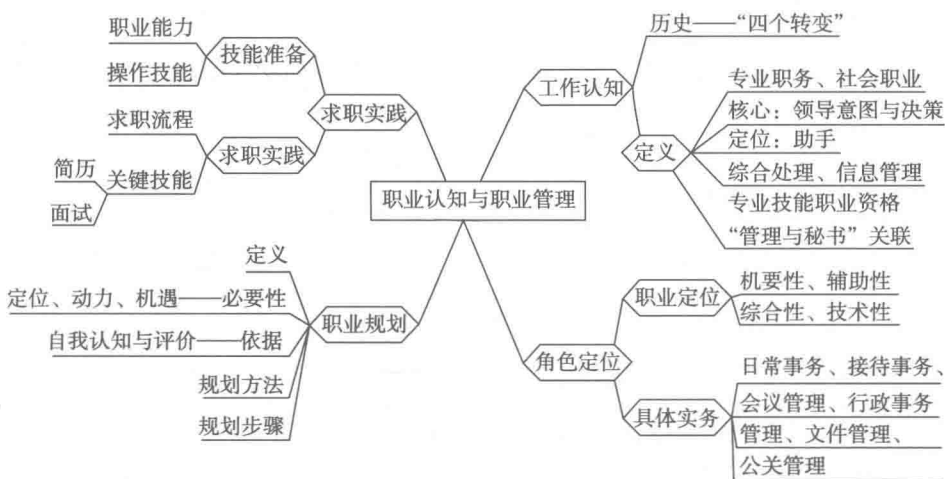 职业能力
操作技能
技能准备
求职流程
简历
面试
关键技能
求职实践
求职实践
职业认知与职业管理
工作认知
历史——“四个转变”
定义
专业职务、社会职业
核心：领导意图与决策
定位：助手
综合处理、信息管理
专业技能职业资格
“管理与秘书”关联
定义
定位、动力、机遇——必要性
自我认知与评价——依据
规划方法
规划步骤
职业规划
角色定位
职业定位
机要性、辅助性
综合性、技术性
具体实务
日常事务、接待事务、
会议管理、行政事务
管理、文件管理、
公关管理